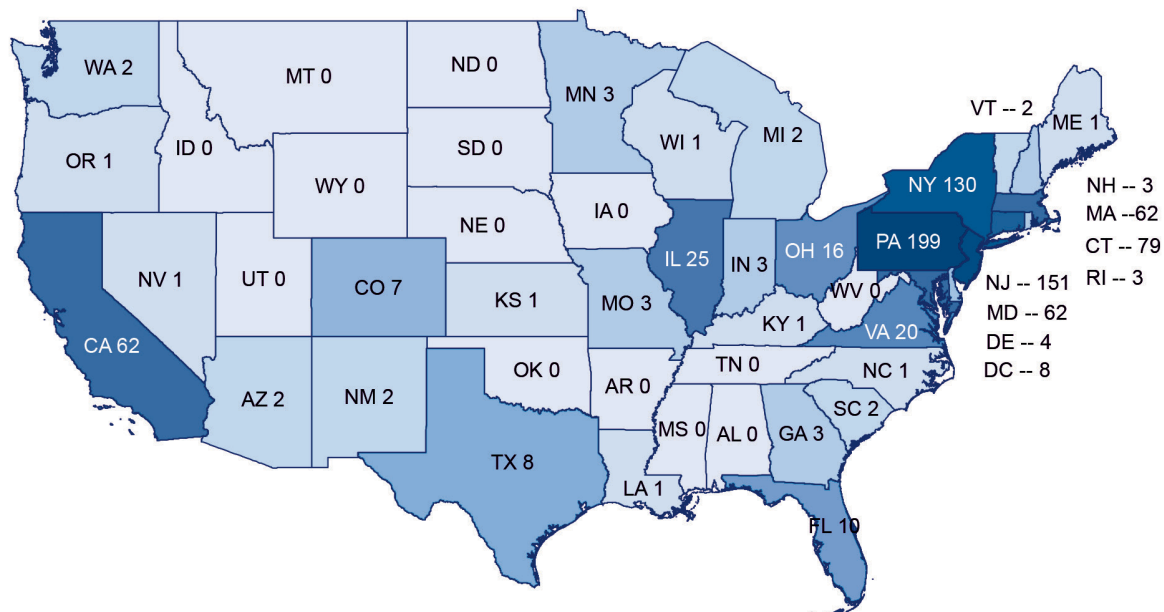 WA 2
MT 0
ND 0
MN 3
VT -- 2
ME 1
OR 1
ID 0
SD 0
WI 1
MI 2
WY 0
NY 130
NH -- 3
IA 0
MA --62
NE 0
PA 199
CT -- 79
NV 1
UT 0
CO 7
IL 25
IN 3
OH 16
RI -- 3
KS 1
MO 3
WV 0
NJ -- 151
CA 62
KY 1
VA 20
MD -- 62
DE -- 4
AZ 2
NM 2
OK 0
AR 0
TN 0
NC 1
DC -- 8
SC 2
MS 0
AL 0
GA 3
TX 8
LA 1
FL 10